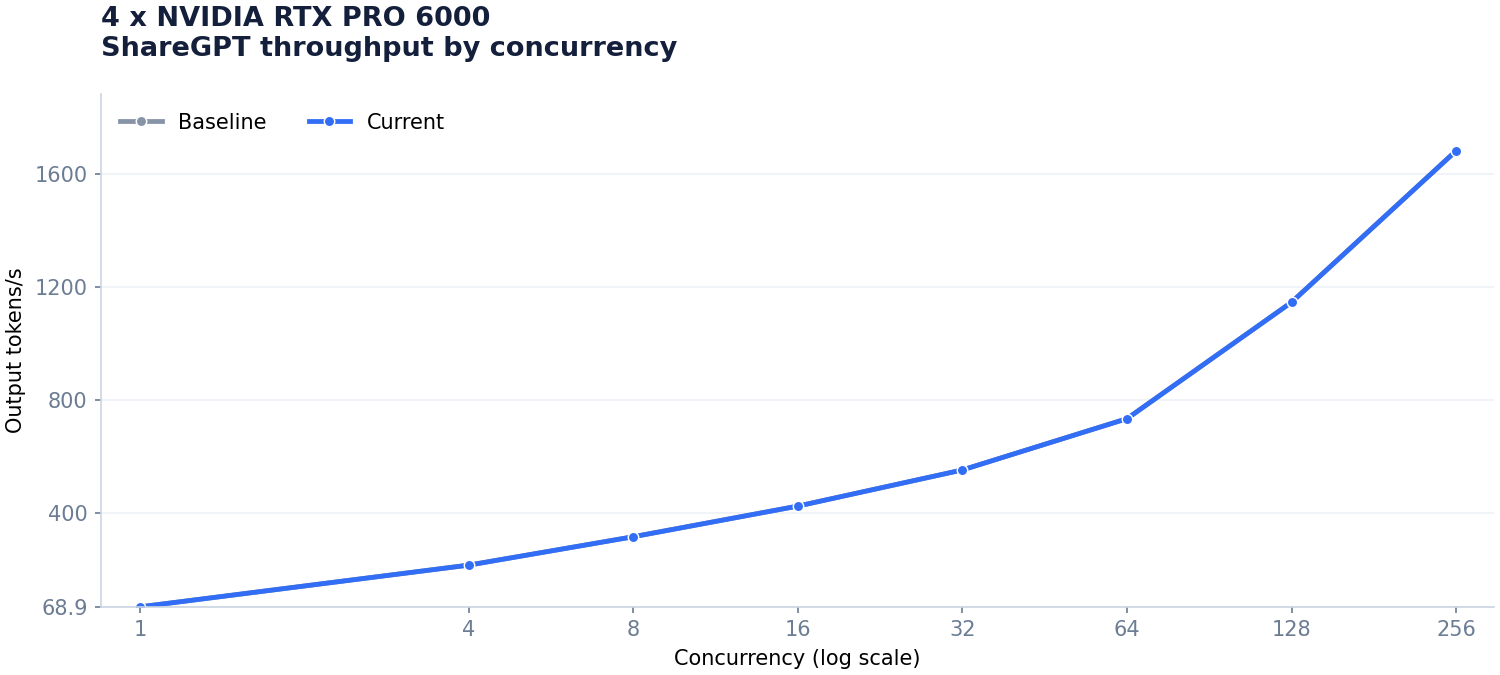 4 x NVIDIA RTX PRO 6000
ShareGPT throughput by concurrency
Baseline
Current
1600
1200
800
400
68.9
Output tokens/s
1
4
8
16
32
64
128
256
Concurrency (log scale)